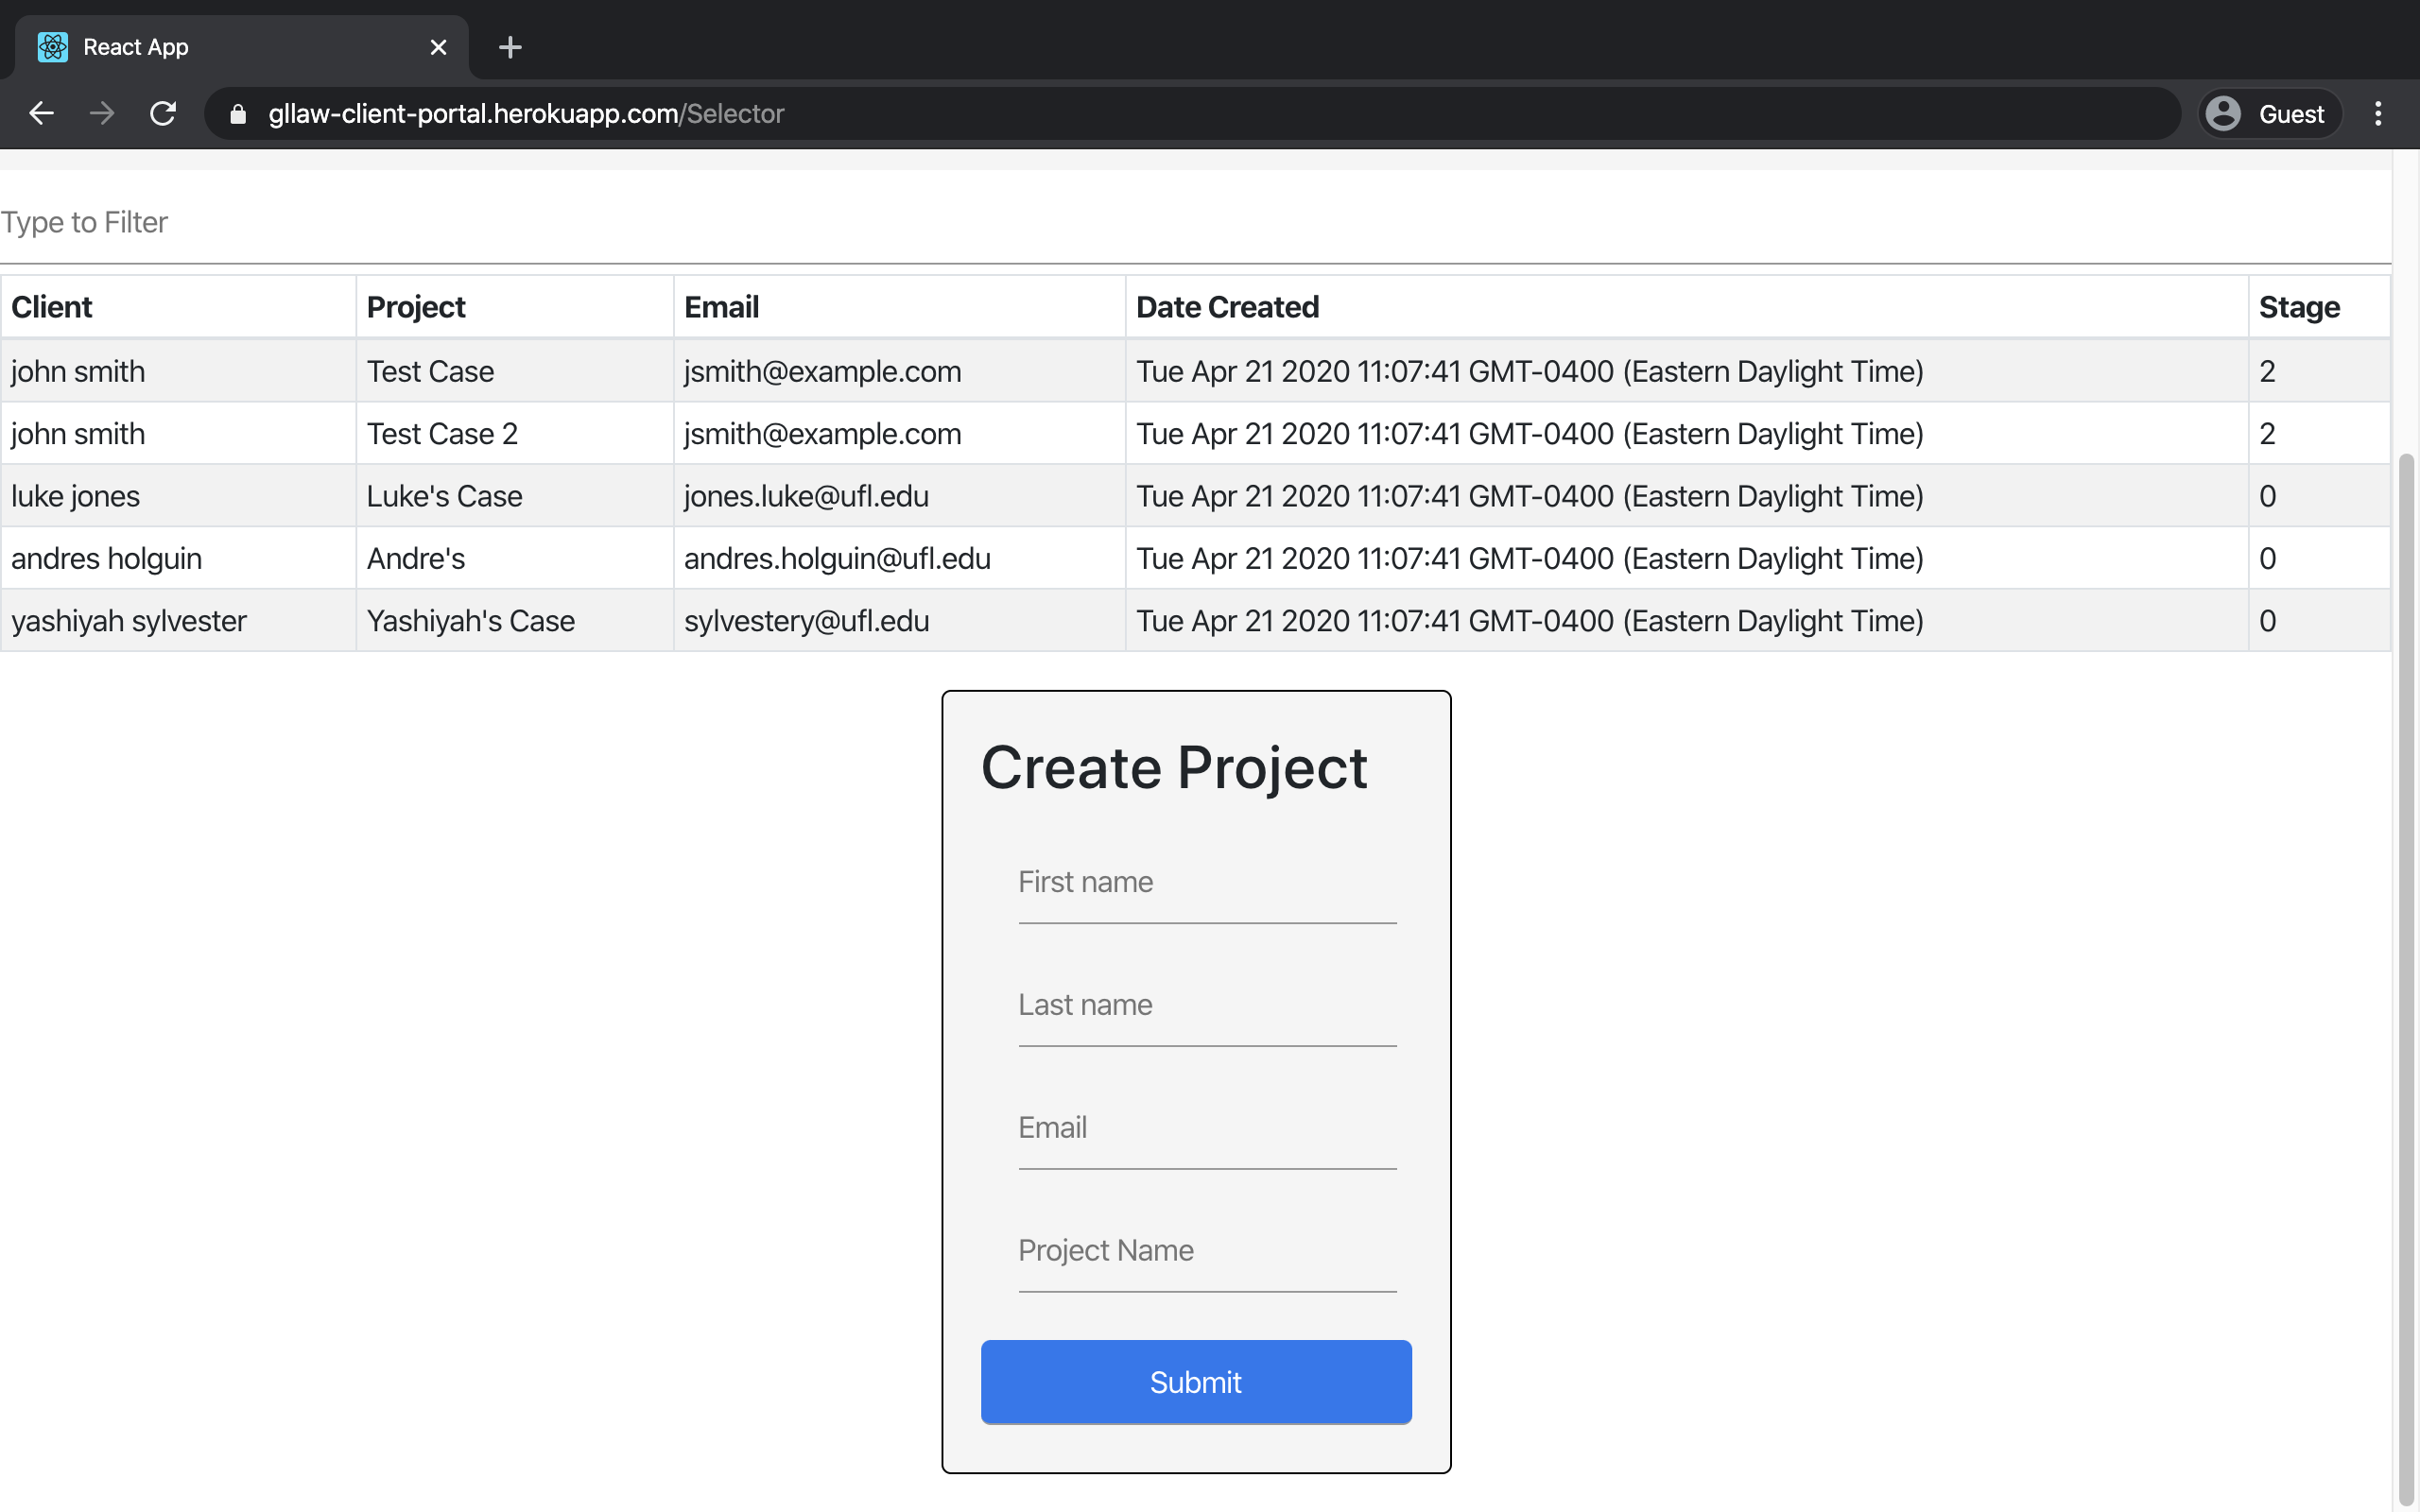 React App
gllaw-client-portal.herokuapp.com/Selector
Guest
Type to Filter
Client Project Email Date Created Stage
john smith Test Case jsmith@example.com Tue Apr 21 2020 11:07:41 GMT-0400 (Eastern Daylight Time) 2
john smith Test Case 2 jsmith@example.com Tue Apr 21 2020 11:07:41 GMT-0400 (Eastern Daylight Time) 2
luke jones Luke's Case jones.luke@ufl.edu Tue Apr 21 2020 11:07:41 GMT-0400 (Eastern Daylight Time) 0
andres holguin Andre's andres.holguin@ufl.edu Tue Apr 21 2020 11:07:41 GMT-0400 (Eastern Daylight Time) 0
yashiyah sylvester Yashiyah's Case sylvestery@ufl.edu Tue Apr 21 2020 11:07:41 GMT-0400 (Eastern Daylight Time) 0
Create Project
First name
Last name
Email
Project Name
Submit